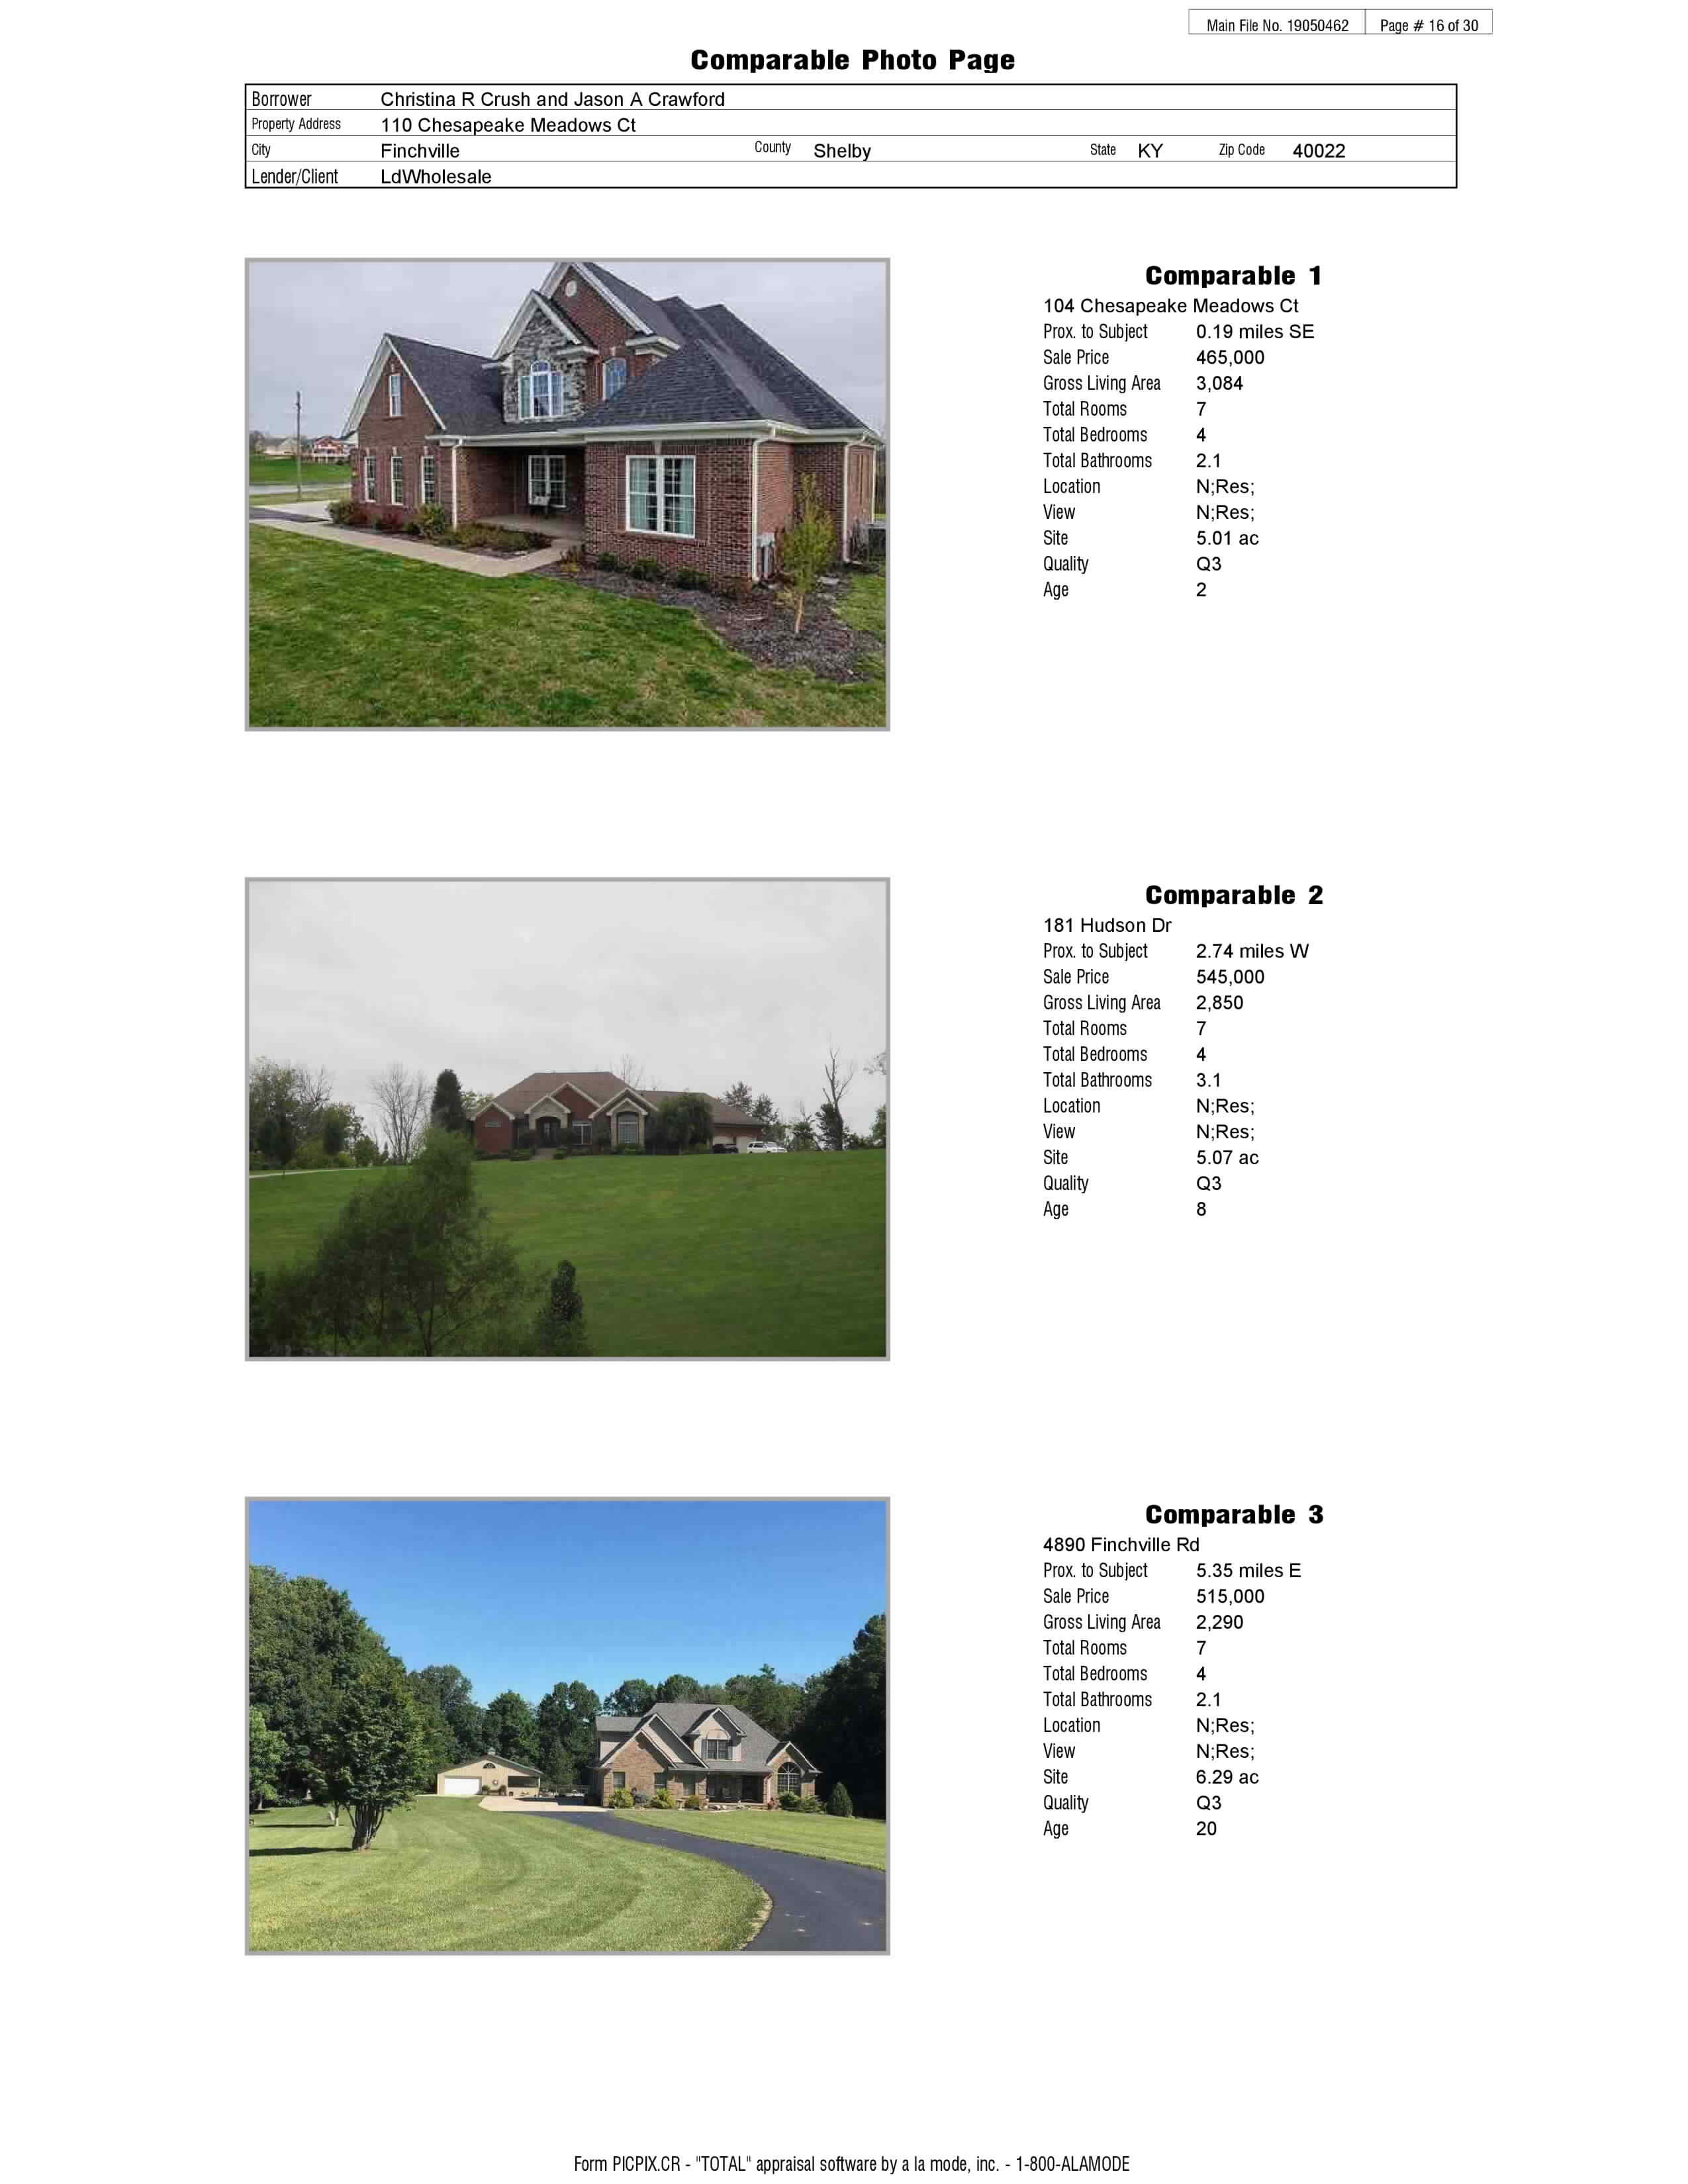 Main File No. 19050462 Page # 16 of 30
Comparable Photo Page
Borrower Christina R Crush and Jason A Crawford
Property Address 110 Chesapeake Meadows Ct
City Finchville County Shelby State KY Zip Code 40022
Lender/Client LdWholesale
Comparable 1
104 Chesapeake Meadows Ct
Prox. to Subject 0.19 miles SE
Sale Price 465,000
Gross Living Area 3,084
Total Rooms 7
Total Bedrooms 4
Total Bathrooms 2.1
Location N;Res;
View N;Res;
Site 5.01 ac
Quality Q3
Age 2
Comparable 2
181 Hudson Dr
Prox. to Subject 2.74 miles W
Sale Price 545,000
Gross Living Area 2,850
Total Rooms 7
Total Bedrooms 4
Total Bathrooms 3.1
Location N;Res;
View N;Res;
Site 5.07 ac
Quality Q3
Age 8
Comparable 3
4890 Finchville Rd
Prox. to Subject 5.35 miles E
Sale Price 515,000
Gross Living Area 2,290
Total Rooms 7
Total Bedrooms 4
Total Bathrooms 2.1
Location N;Res;
View N;Res;
Site 6.29 ac
Quality Q3
Age 20
Form PICPIX.CR - "TOTAL" appraisal software by a la mode, inc. - 1-800-ALAMODE